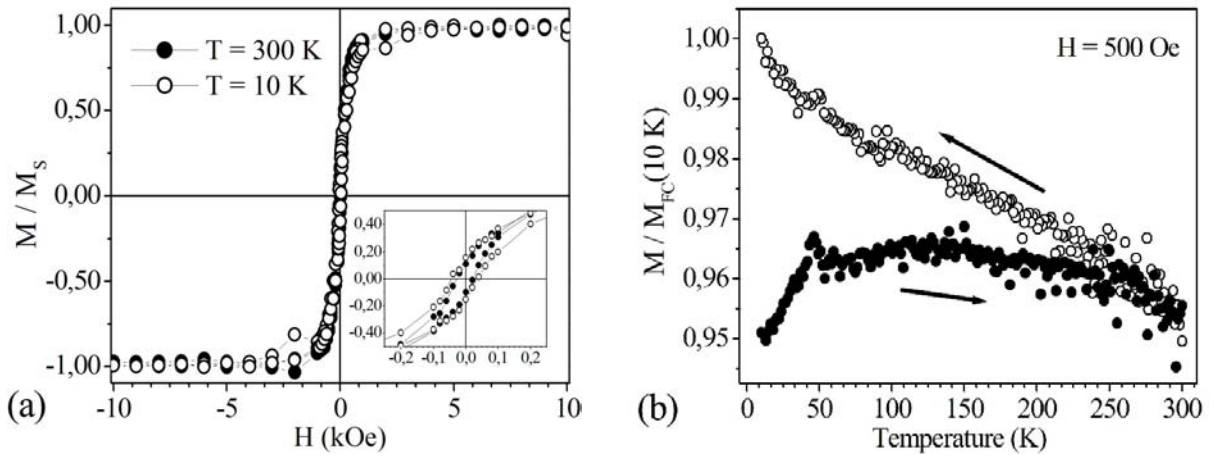 1,00
0,50
0,00
-0,50
-1,00
M / M_S
T = 300 K
T = 10 K
0,40
0,20
0,00
-0,20
-0,40
-0,2 -0,1 0,0 0,1 0,2
-10 -5 0 5 10
H (kOe)
(a)
1,00
0,99
0,98
0,97
0,96
0,95
M / M_FC(10 K)
H = 500 Oe
0 50 100 150 200 250 300
Temperature (K)
(b)